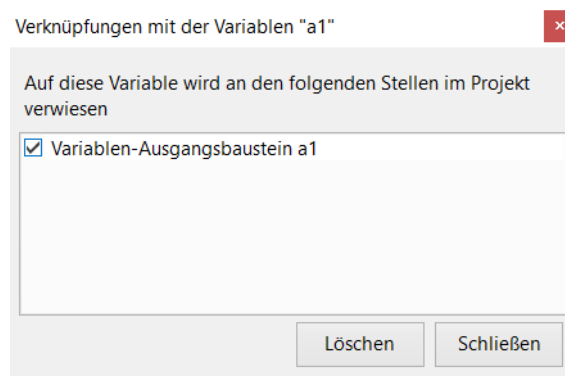 Verknüpfungen mit der Variablen "a1"
Auf diese Variable wird an den folgenden Stellen im Projekt
verwiesen
Variablen-Ausgangsbaustein a1
Löschen
Schließen